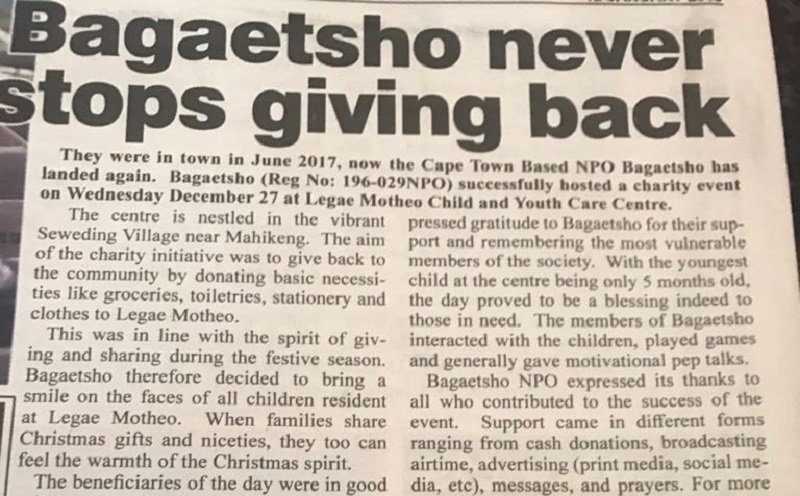 Bagaetsho never
stops giving back
They were in town in June 2017, now the Cape Town Based NPO Bagaetsho has
landed again. Bagaetsho (Reg No: 196-029NPO) successfully hosted a charity event
on Wednesday December 27 at Legae Motheo Child and Youth Care Centre.
The centre is nestled in the vibrant
Seweding Village near Mahikeng. The aim
of the charity initiative was to give back to
the community by donating basic necessi-
ties like groceries, toiletries, stationery and
clothes to Legae Motheo.
This was in line with the spirit of giv-
ing and sharing during the festive season.
Bagaetsho therefore decided to bring a
smile on the faces of all children resident
at Legae Motheo. When families share
Christmas gifts and niceties, they too can
feel the warmth of the Christmas spirit.
The beneficiaries of the day were in good
pressed gratitude to Bagaetsho for their sup-
port and remembering the most vulnerable
members of the society. With the youngest
child at the centre being only 5 months old,
the day proved to be a blessing indeed to
those in need. The members of Bagaetsho
interacted with the children, played games
and generally gave motivational pep talks.
Bagaetsho NPO expressed its thanks to
all who contributed to the success of the
event. Support came in different forms
ranging from cash donations, broadcasting
airtime, advertising (print media, social me-
dia, etc), messages, and prayers. For more